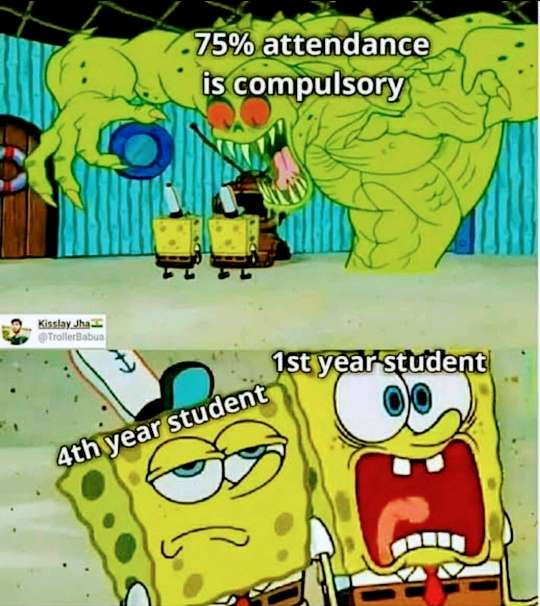 75% attendance
is compulsory
Kisslay Jha
@TrollerBabua
1st year student
4th year student